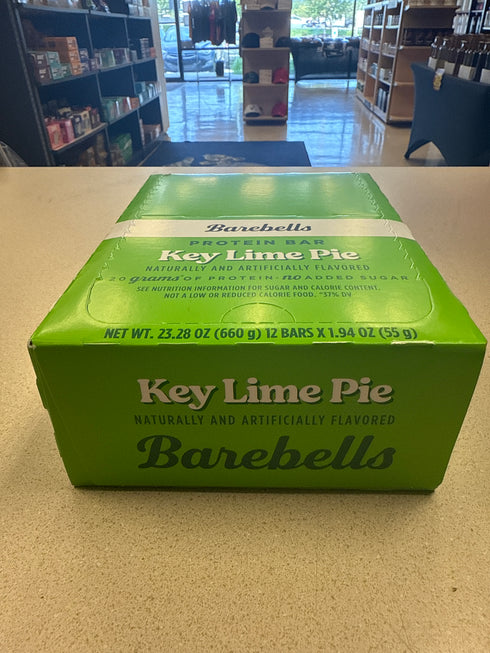 Barebells
PROTEIN BAR
Key Lime Pie
NATURALLY AND ARTIFICIALLY FLAVORED
20 grams OF PROTEIN · no ADDED SUGAR*
SEE NUTRITION INFORMATION FOR SUGAR AND CALORIE CONTENT.
NOT A LOW OR REDUCED CALORIE FOOD. *37% DV
NET WT. 23.28 OZ (660 g) 12 BARS X 1.94 OZ (55 g)
Key Lime Pie
NATURALLY AND ARTIFICIALLY FLAVORED
Barebells